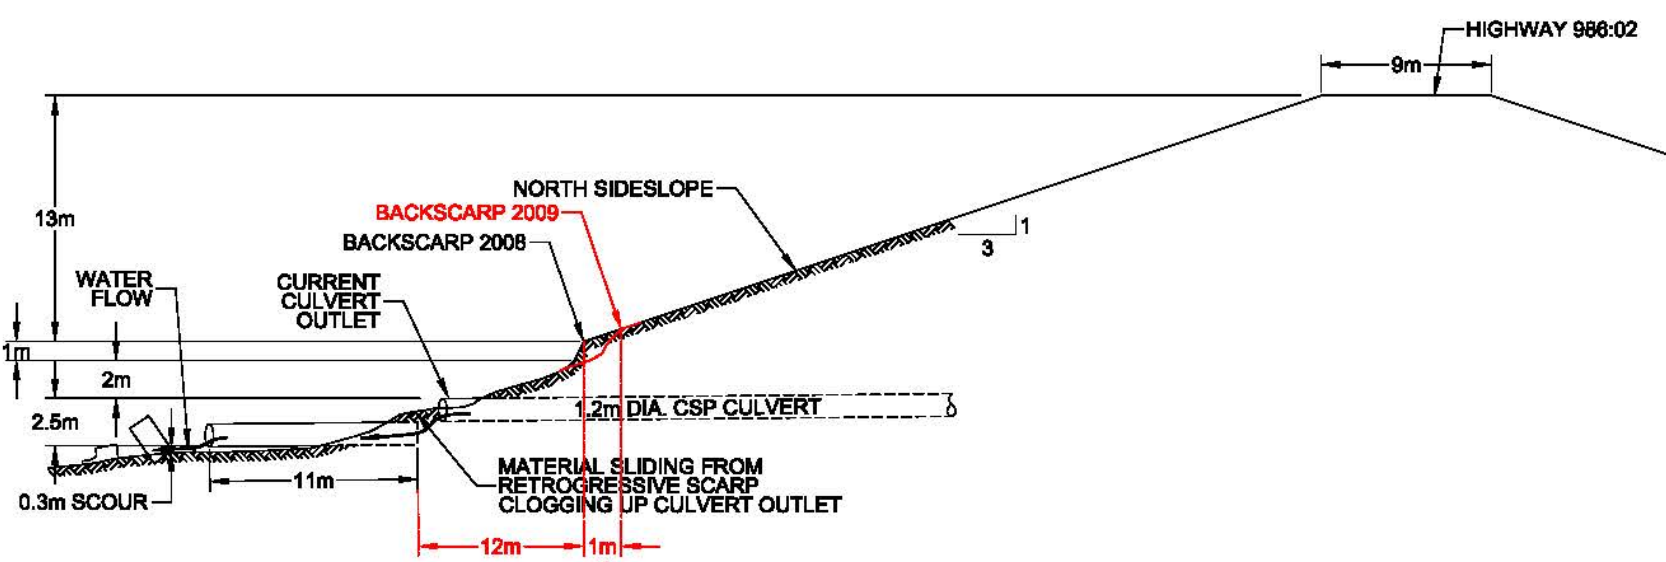 HIGHWAY 986:02
9m
NORTH SIDESLOPE
BACKSCARP 2009
BACKSCARP 2008
13m
1
3
WATER
FLOW
CURRENT
CULVERT
OUTLET
1m
2m
2.5m
1.2m DIA. CSP CULVERT
MATERIAL SLIDING FROM
RETROGRESSIVE SCARP
CLOGGING UP CULVERT OUTLET
11m
0.3m SCOUR
12m
1m